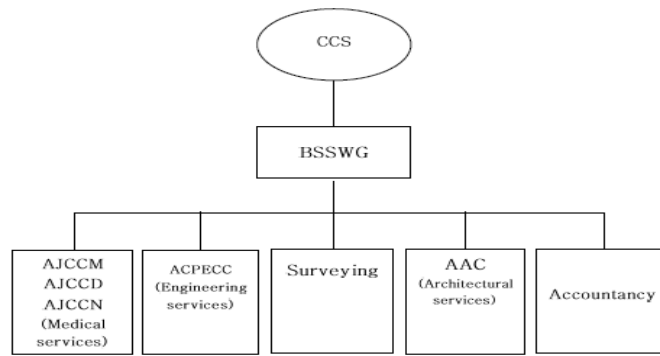 CCS
BSSWG
AJCCM
AJCCD
AJCCN
(Medical
services)
ACPECC
(Engineering
services)
Surveying
AAC
(Architectural
services)
Accountancy